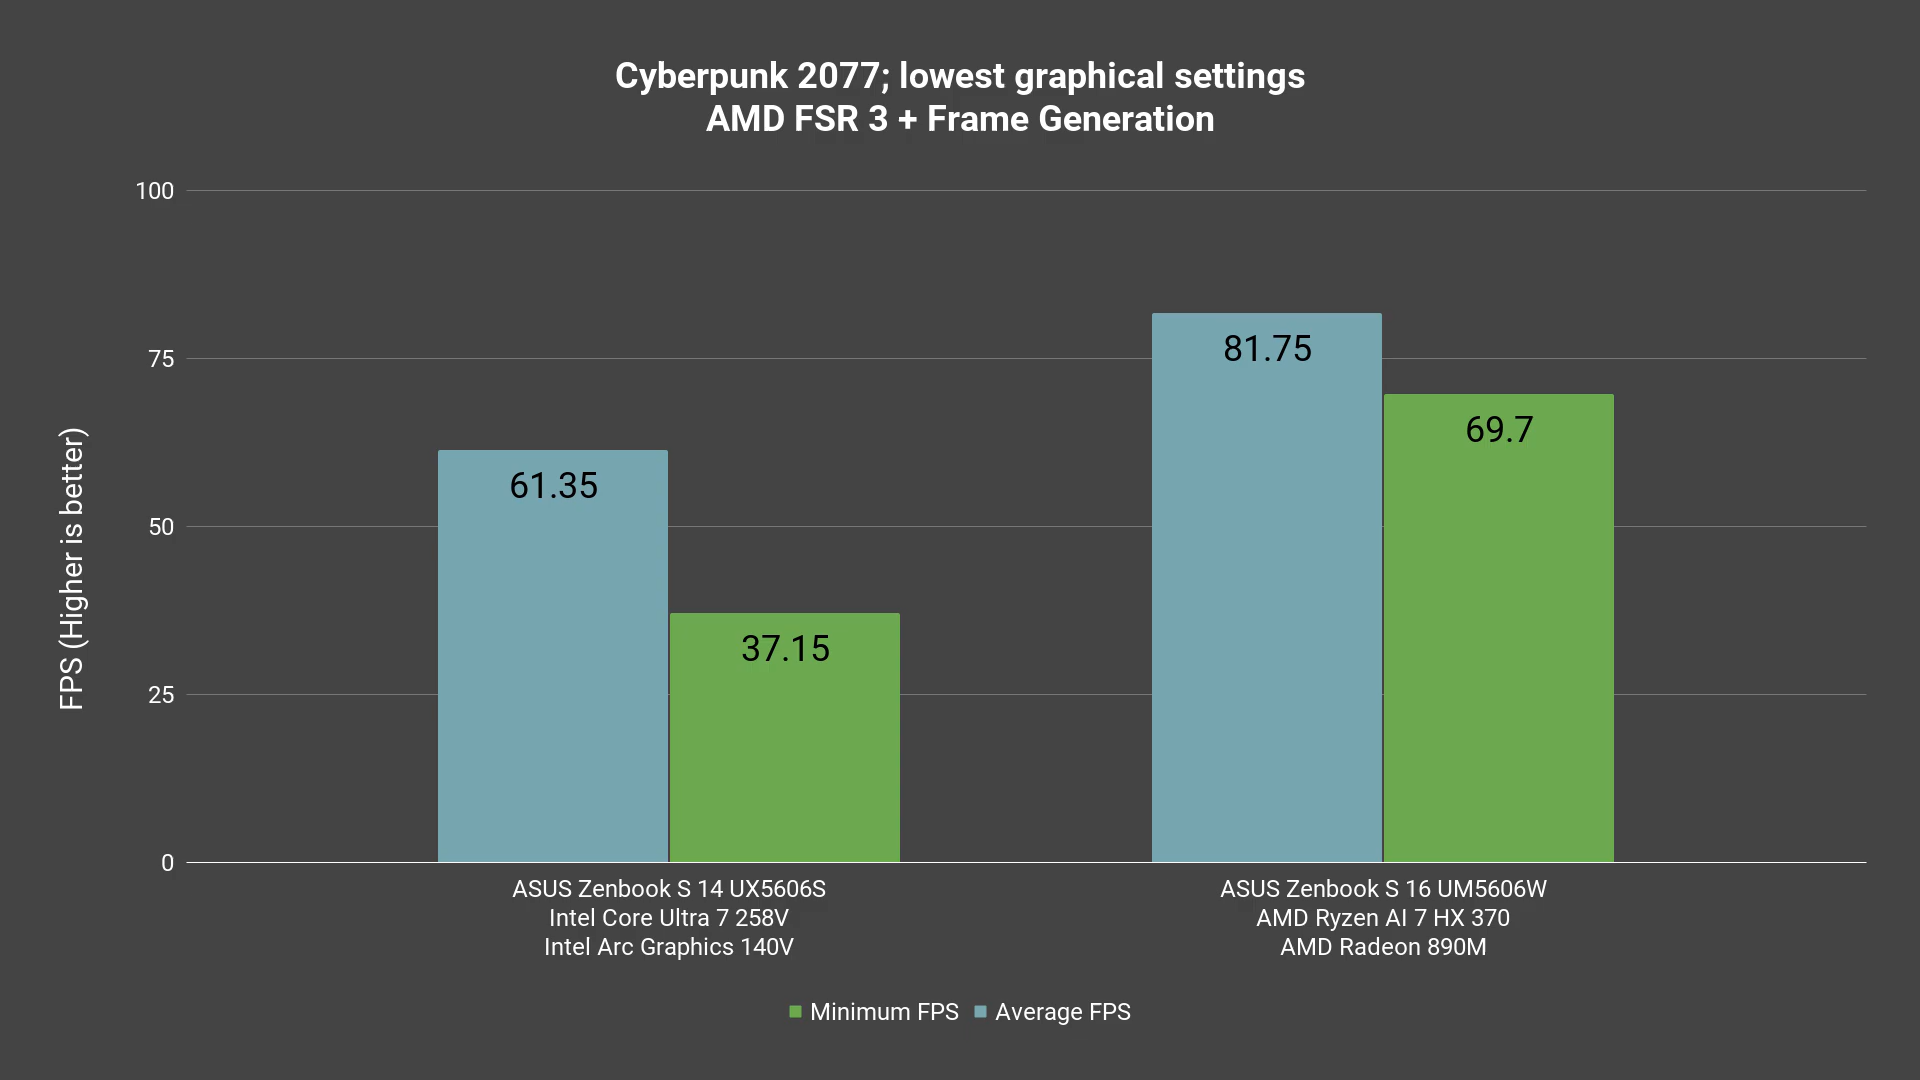 Cyberpunk 2077; lowest graphical settings
AMD FSR 3 + Frame Generation
FPS (Higher is better)
100
75
50
25
0
61.35
37.15
81.75
69.7
ASUS Zenbook S 14 UX5606S
Intel Core Ultra 7 258V
Intel Arc Graphics 140V
ASUS Zenbook S 16 UM5606W
AMD Ryzen AI 7 HX 370
AMD Radeon 890M
Minimum FPS
Average FPS